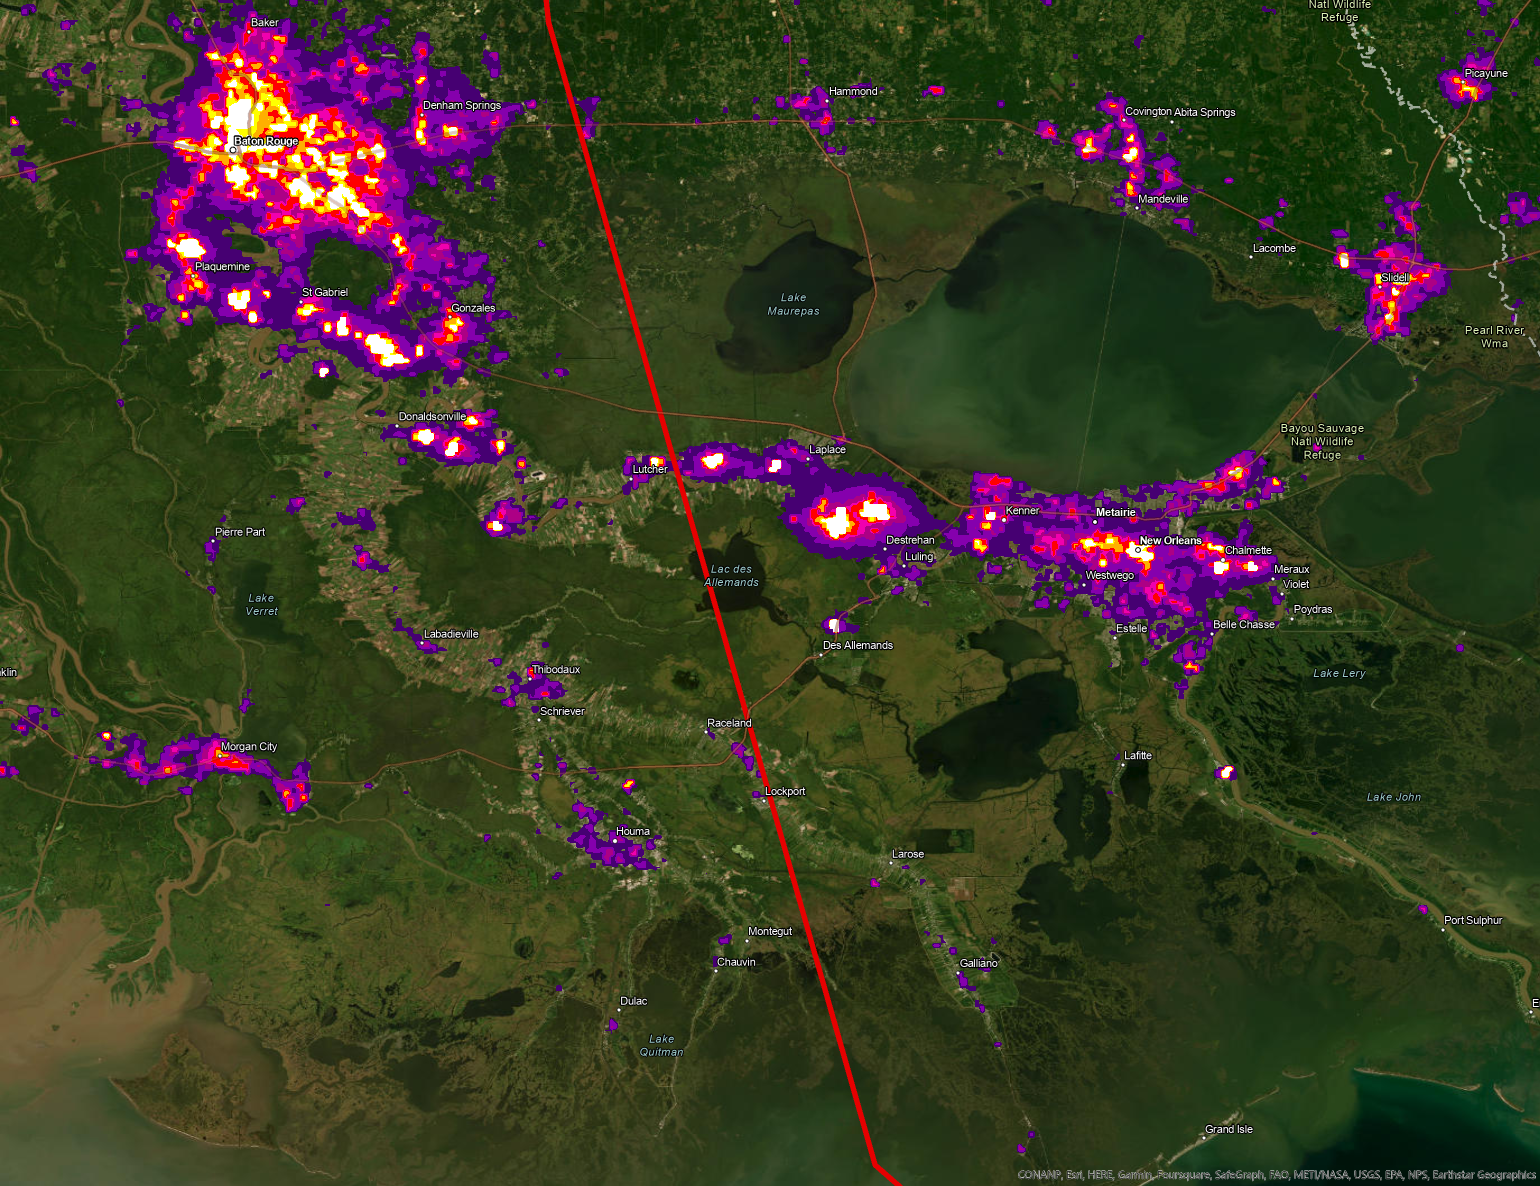 Natl Wildlife
Refuge
Baker
Picayune
Hammond
Denham Springs
Covington
Abita Springs
Baton Rouge
Mandeville
Lacombe
Plaquemine
Slidell
St Gabriel
Lake
Maurepas
Gonzales
Pearl River
Wma
Donaldsonville
Bayou Sauvage
Natl Wildlife
Refuge
Laplace
Lutcher
Kenner
Metairie
Pierre Part
Destrehan
New Orleans
Luling
Chalmette
Lac des
Allemands
Westwego
Meraux
Violet
Lake
Verret
Poydras
Estelle
Belle Chasse
Labadieville
Des Allemands
klin
Thibodaux
Lake Lery
Schriever
Raceland
Morgan City
Lafitte
Lockport
Lake John
Houma
Larose
Port Sulphur
Montegut
Chauvin
Galliano
Dulac
E
Lake
Quitman
Grand Isle
CONANP, Esri, HERE, Garmin, Foursquare, SafeGraph, FAO, METI/NASA, USGS, EPA, NPS, Earthstar Geographics